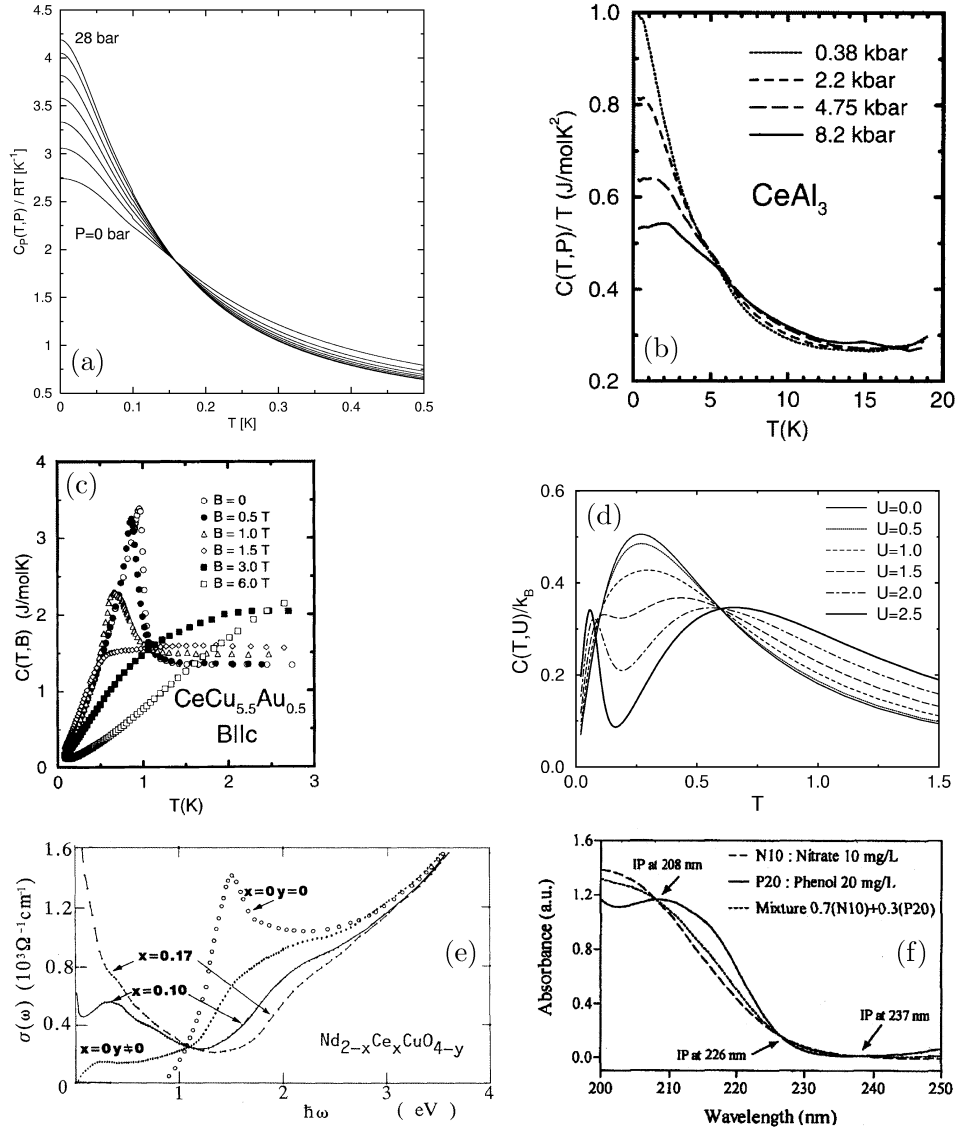 4.5
4
3.5
3
2.5
2
1.5
1
0.5
0
0.1
0.2
0.3
0.4
0.5
C_P(T,P) / RT [K⁻¹]
T [K]
28 bar
P=0 bar
(a)
1.0
0.8
0.6
0.4
0.2
0
5
10
15
20
C(T,P)/ T (J/molK²)
T(K)
0.38 kbar
2.2 kbar
4.75 kbar
8.2 kbar
CeAl₃
(b)
4
3
2
1
0
0
1
2
3
C(T,B) (J/molK)
T(K)
(c)
B = 0
B = 0.5 T
B = 1.0 T
B = 1.5 T
B = 3.0 T
B = 6.0 T
CeCu₅.₅Au₀.₅
B||c
0.6
0.4
0.2
0.0
0.0
0.5
1.0
1.5
C(T,U)/k_B
T
(d)
U=0.0
U=0.5
U=1.0
U=1.5
U=2.0
U=2.5
1.6
1.2
0.8
0.4
0
0
1
2
3
4
σ(ω) (10³Ω⁻¹cm⁻¹)
ħω ( eV )
x=0y=0
x=0.17
x=0.10
x=0y≠0
(e)
Nd₂₋ₓCeₓCuO₄₋y
1.6
1.2
0.8
0.4
0.0
200
210
220
230
240
250
Absorbance (a.u.)
Wavelength (nm)
IP at 208 nm
N10 : Nitrate 10 mg/L
P20 : Phenol 20 mg/L
Mixture 0.7(N10)+0.3(P20)
(f)
IP at 237 nm
IP at 226 nm